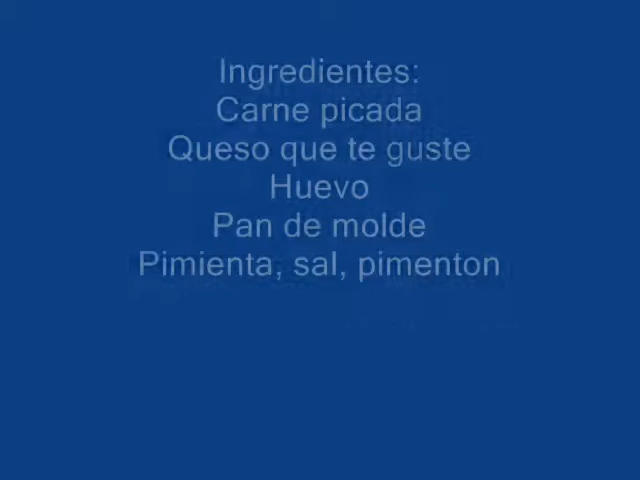 Ingredientes:
Carne picada
Queso que te guste
Huevo
Pan de molde
Pimienta, sal, pimenton